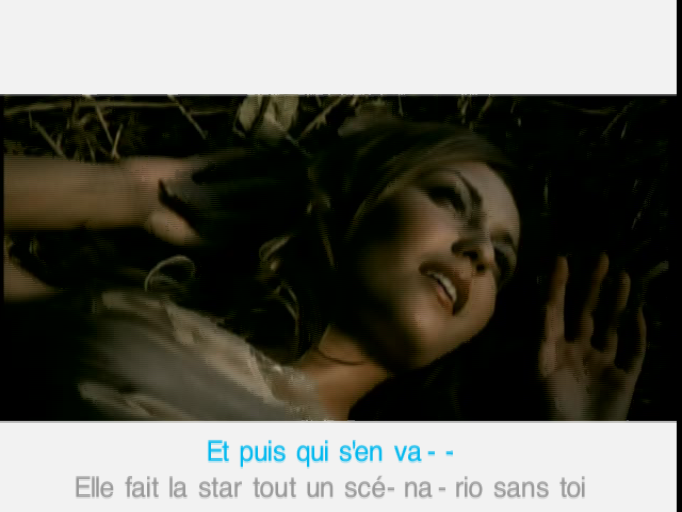 Et puis qui s'en va - -
Elle fait la star tout un scé- na - rio sans toi